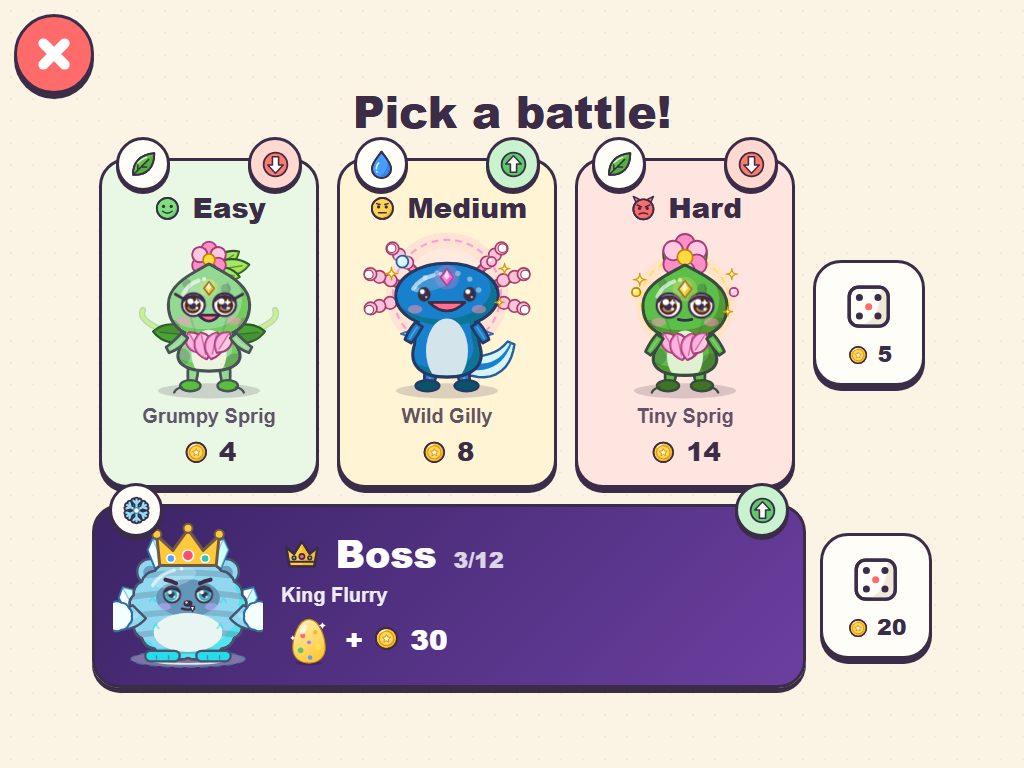 Pick a battle!
Easy
Medium
Hard
Grumpy Sprig
Wild Gilly
Tiny Sprig
4
8
14
5
Boss 3/12
King Flurry
+ 30
20